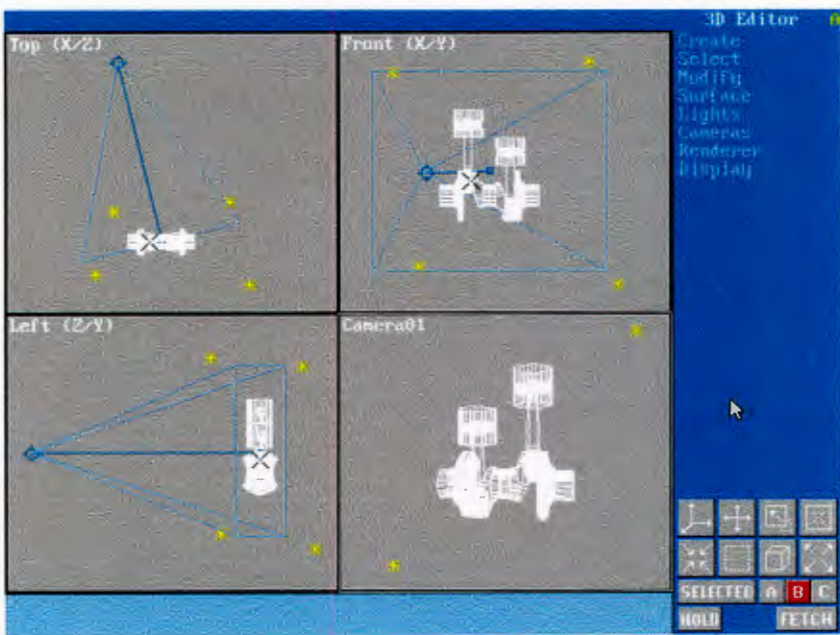 3D Editor
Top (X/Z)
Front (X/Y)
Create
Select
Modify
Surface
Lights
Cameras
Renderer
Display
Left (Z/Y)
Camera01
SELECTED A B C
HOLD FETCH